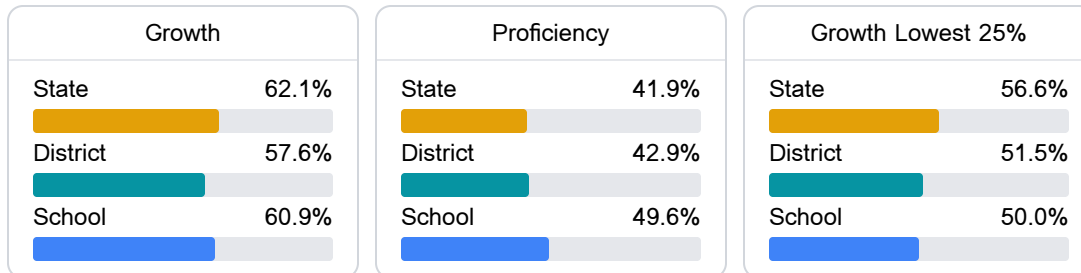 Growth
State 62.1%
District 57.6%
School 60.9%
Proficiency
State 41.9%
District 42.9%
School 49.6%
Growth Lowest 25%
State 56.6%
District 51.5%
School 50.0%